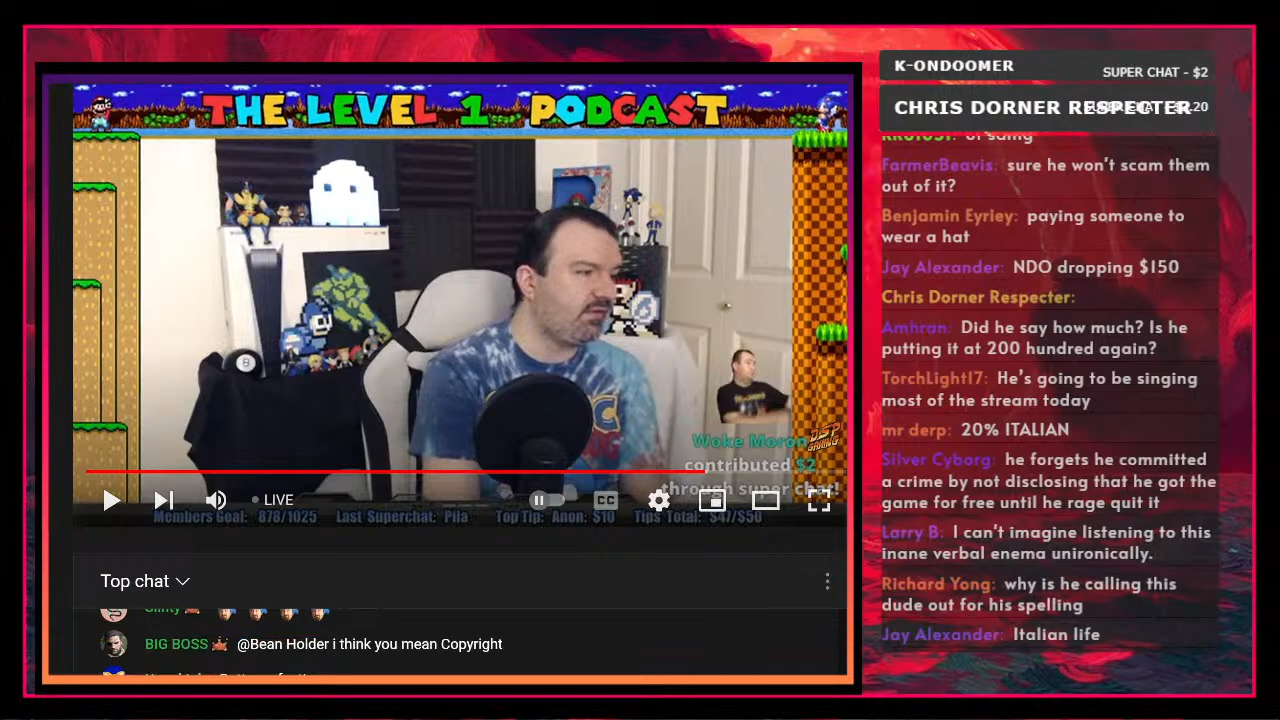 THE LEVEL 1 PODCAST
Woke Moron
contributed $2
through super chat!
DSP
GAMING
8
LIVE
CC
Members Goal: 878/1025 Last Superchat: Pila Top Tip: Anon: $10 Tips Total: $47/$50
Top chat
BIG BOSS @Bean Holder i think you mean Copyright
K-ONDOOMER
SUPER CHAT - $2
CHRIS DORNER RESPECTER
FarmerBeavis: sure he won't scam them
out of it?
Benjamin Eyriey: paying someone to
wear a hat
Jay Alexander: NDO dropping $150
Chris Dorner Respecter:
Amhran: Did he say how much? Is he
putting it at 200 hundred again?
TorchLight17: He's going to be singing
most of the stream today
mr derp: 20% ITALIAN
Silver Cyborg: he forgets he committed
a crime by not disclosing that he got the
game for free until he rage quit it
Larry B: I can't imagine listening to this
inane verbal enema unironically.
Richard Yong: why is he calling this
dude out for his spelling
Jay Alexander: Italian life